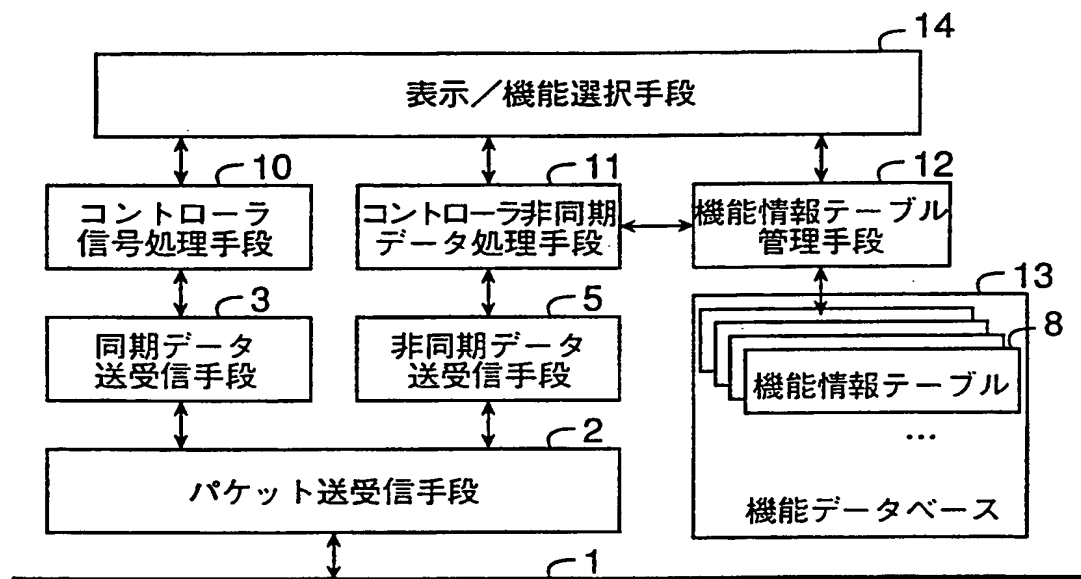 14
表示／機能選択手段
10
コントローラ
信号処理手段
11
コントローラ非同期
データ処理手段
12
機能情報テーブル
管理手段
3
同期データ
送受信手段
5
非同期データ
送受信手段
13
8
機能情報テーブル
…
機能データベース
2
パケット送受信手段
1